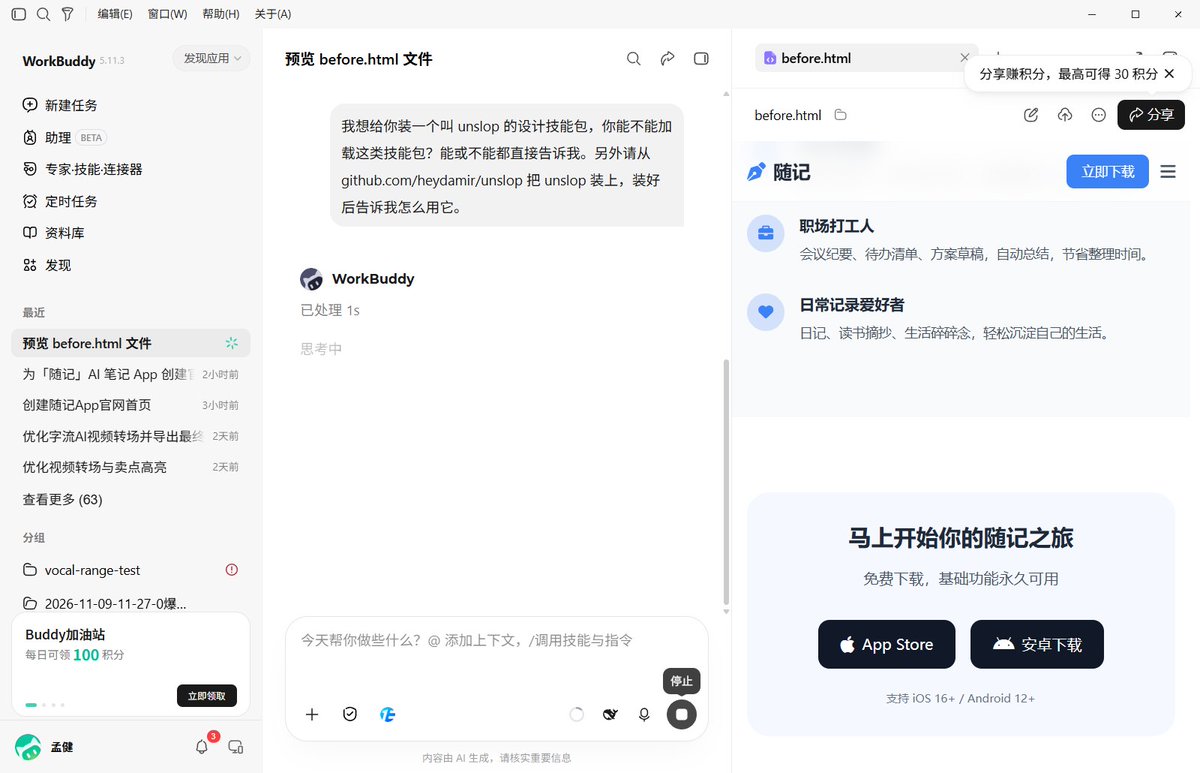 编辑(E) 窗口(W) 帮助(H) 关于(A)
WorkBuddy 5.11.3
发现应用
新建任务
助理 BETA
专家·技能·连接器
定时任务
资料库
发现
最近
预览 before.html 文件
为「随记」AI 笔记 App 创建官 2小时前
创建随记App官网首页 3小时前
优化字流AI视频转场并导出最终 2天前
优化视频转场与卖点高亮 2天前
查看更多 (63)
分组
vocal-range-test
2026-11-09-11-27-0爆...
Buddy加油站
每日可领 100 积分
立即领取
孟健
3
预览 before.html 文件
我想给你装一个叫 unslop 的设计技能包，你能不能加
载这类技能包？能或不能都直接告诉我。另外请从
github.com/heydamr/unslop 把 unslop 装上，装好
后告诉我怎么用它。
WorkBuddy
已处理 1s
思考中
今天帮你做些什么？@ 添加上下文，/调用技能与指令
停止
内容由 AI 生成，请核实重要信息
before.html
分享赚积分，最高可得 30 积分
before.html
分享
随记
立即下载
职场打工人
会议纪要、待办清单、方案草稿，自动总结，节省整理时间。
日常记录爱好者
日记、读书摘抄、生活碎碎念，轻松沉淀自己的生活。
马上开始你的随记之旅
免费下载，基础功能永久可用
App Store
安卓下载
支持 iOS 16+ / Android 12+